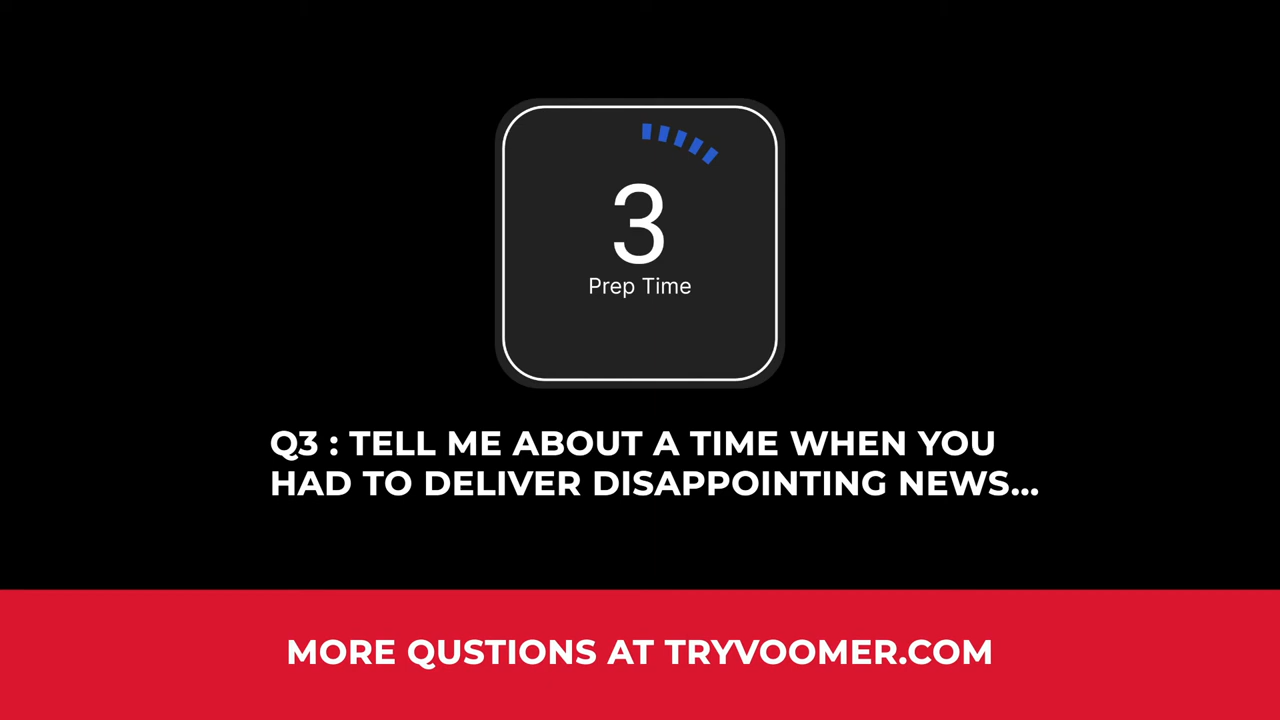 3
Prep Time
Q3 : TELL ME ABOUT A TIME WHEN YOU
HAD TO DELIVER DISAPPOINTING NEWS...
MORE QUSTIONS AT TRYVOOMER.COM